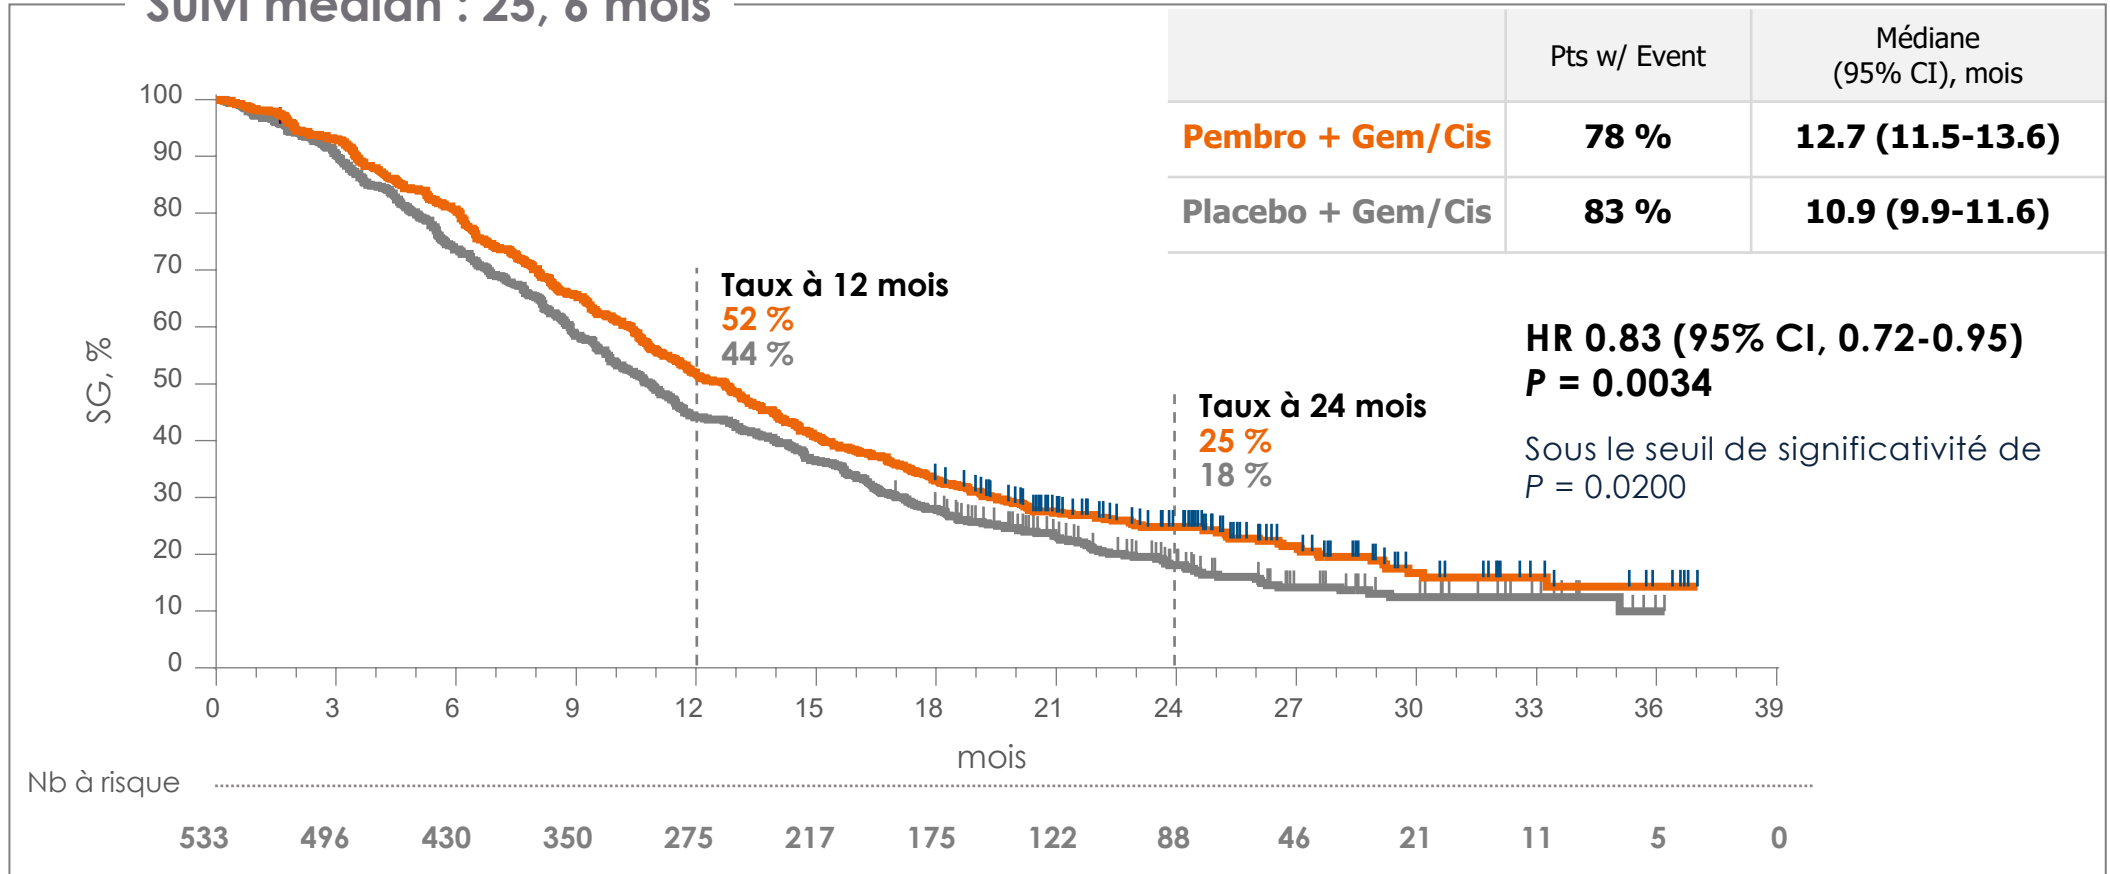 Suivi médian : 25, 6 mois
Pts w/ Event
Médiane
(95% CI), mois
Pembro + Gem/Cis 78 % 12.7 (11.5-13.6)
Placebo + Gem/Cis 83 % 10.9 (9.9-11.6)
100
90
80
70
60
50
40
30
20
10
0
SG, %
Taux à 12 mois
52 %
44 %
Taux à 24 mois
25 %
18 %
HR 0.83 (95% CI, 0.72-0.95)
P = 0.0034
Sous le seuil de significativité de
P = 0.0200
0 3 6 9 12 15 18 21 24 27 30 33 36 39
mois
Nb à risque
533 496 430 350 275 217 175 122 88 46 21 11 5 0